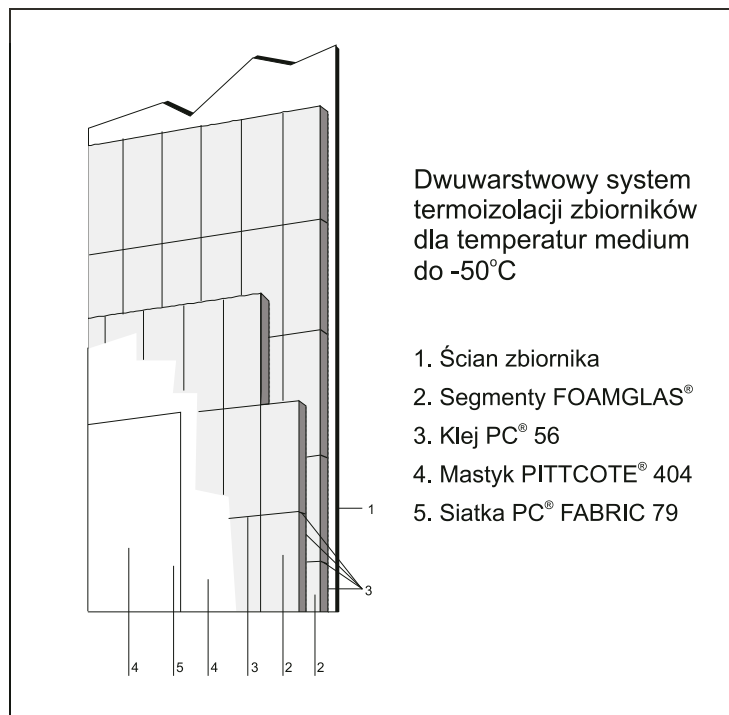 Dwuwarstwowy system
termoizolacji zbiorników
dla temperatur medium
do -50°C
1. Ścian zbiornika
2. Segmenty FOAMGLAS®
3. Klej PC® 56
4. Mastyk PITTCOTE® 404
5. Siatka PC® FABRIC 79
1
3
4 5 4 3 2 2